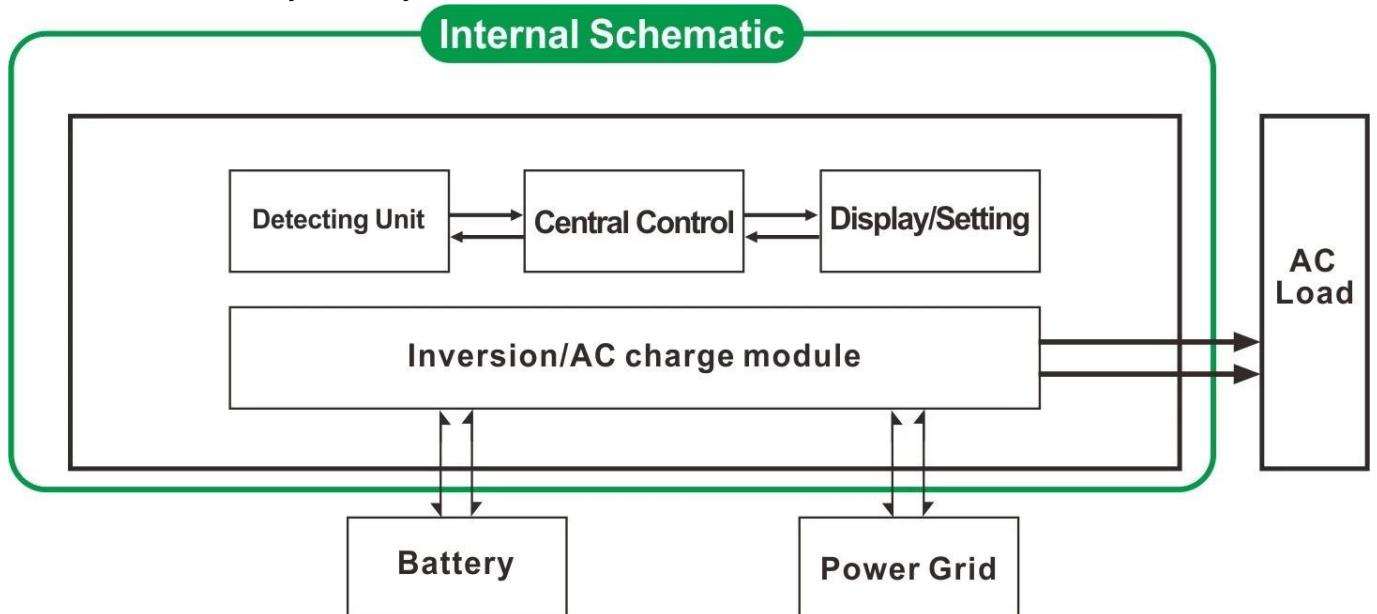 Internal Schematic
Detecting Unit
Central Control
Display/Setting
AC
Load
Inversion/AC charge module
Battery
Power Grid